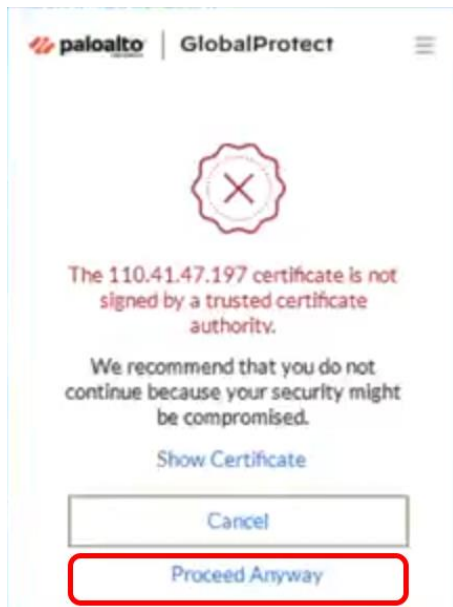 paloalto GlobalProtect
The 110.41.47.197 certificate is not
signed by a trusted certificate
authority.
We recommend that you do not
continue because your security might
be compromised.
Show Certificate
Cancel
Proceed Anyway